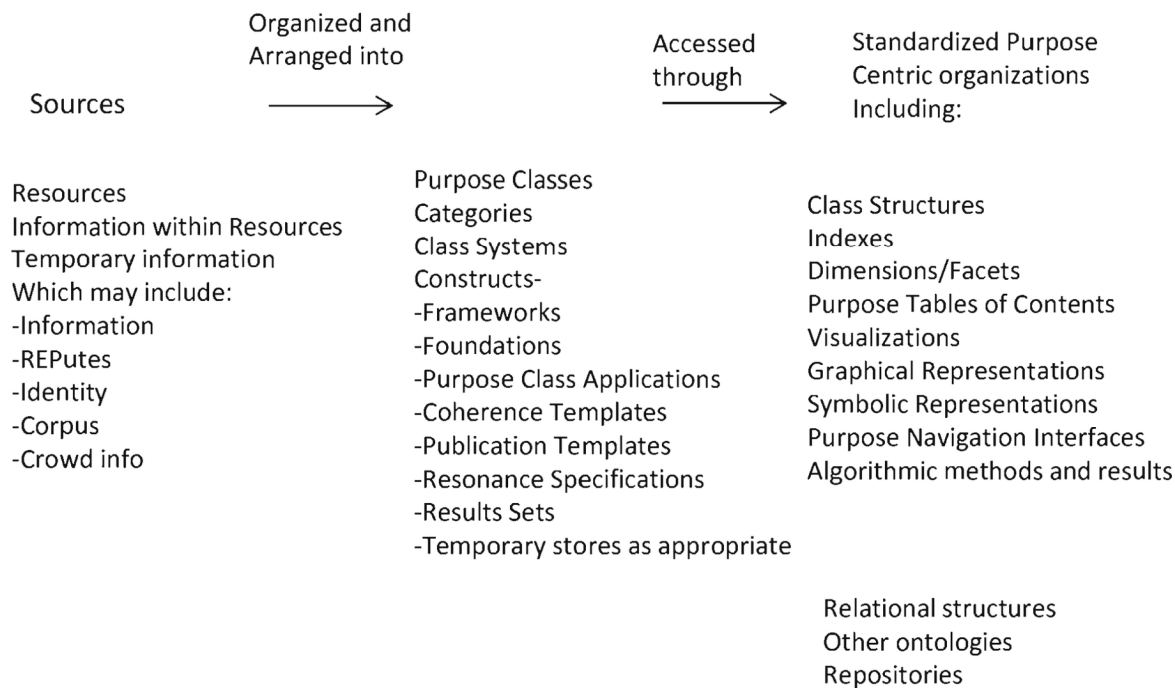 Sources
Organized and
Arranged into
Accessed
through
Standardized Purpose
Centric organizations
Including:
Resources
Information within Resources
Temporary information
Which may include:
-Information
-REPutes
-Identity
-Corpus
-Crowd info
Purpose Classes
Categories
Class Systems
Constructs-
-Frameworks
-Foundations
-Purpose Class Applications
-Coherence Templates
-Publication Templates
-Resonance Specifications
-Results Sets
-Temporary stores as appropriate
Class Structures
Indexes
Dimensions/Facets
Purpose Tables of Contents
Visualizations
Graphical Representations
Symbolic Representations
Purpose Navigation Interfaces
Algorithmic methods and results
Relational structures
Other ontologies
Repositories